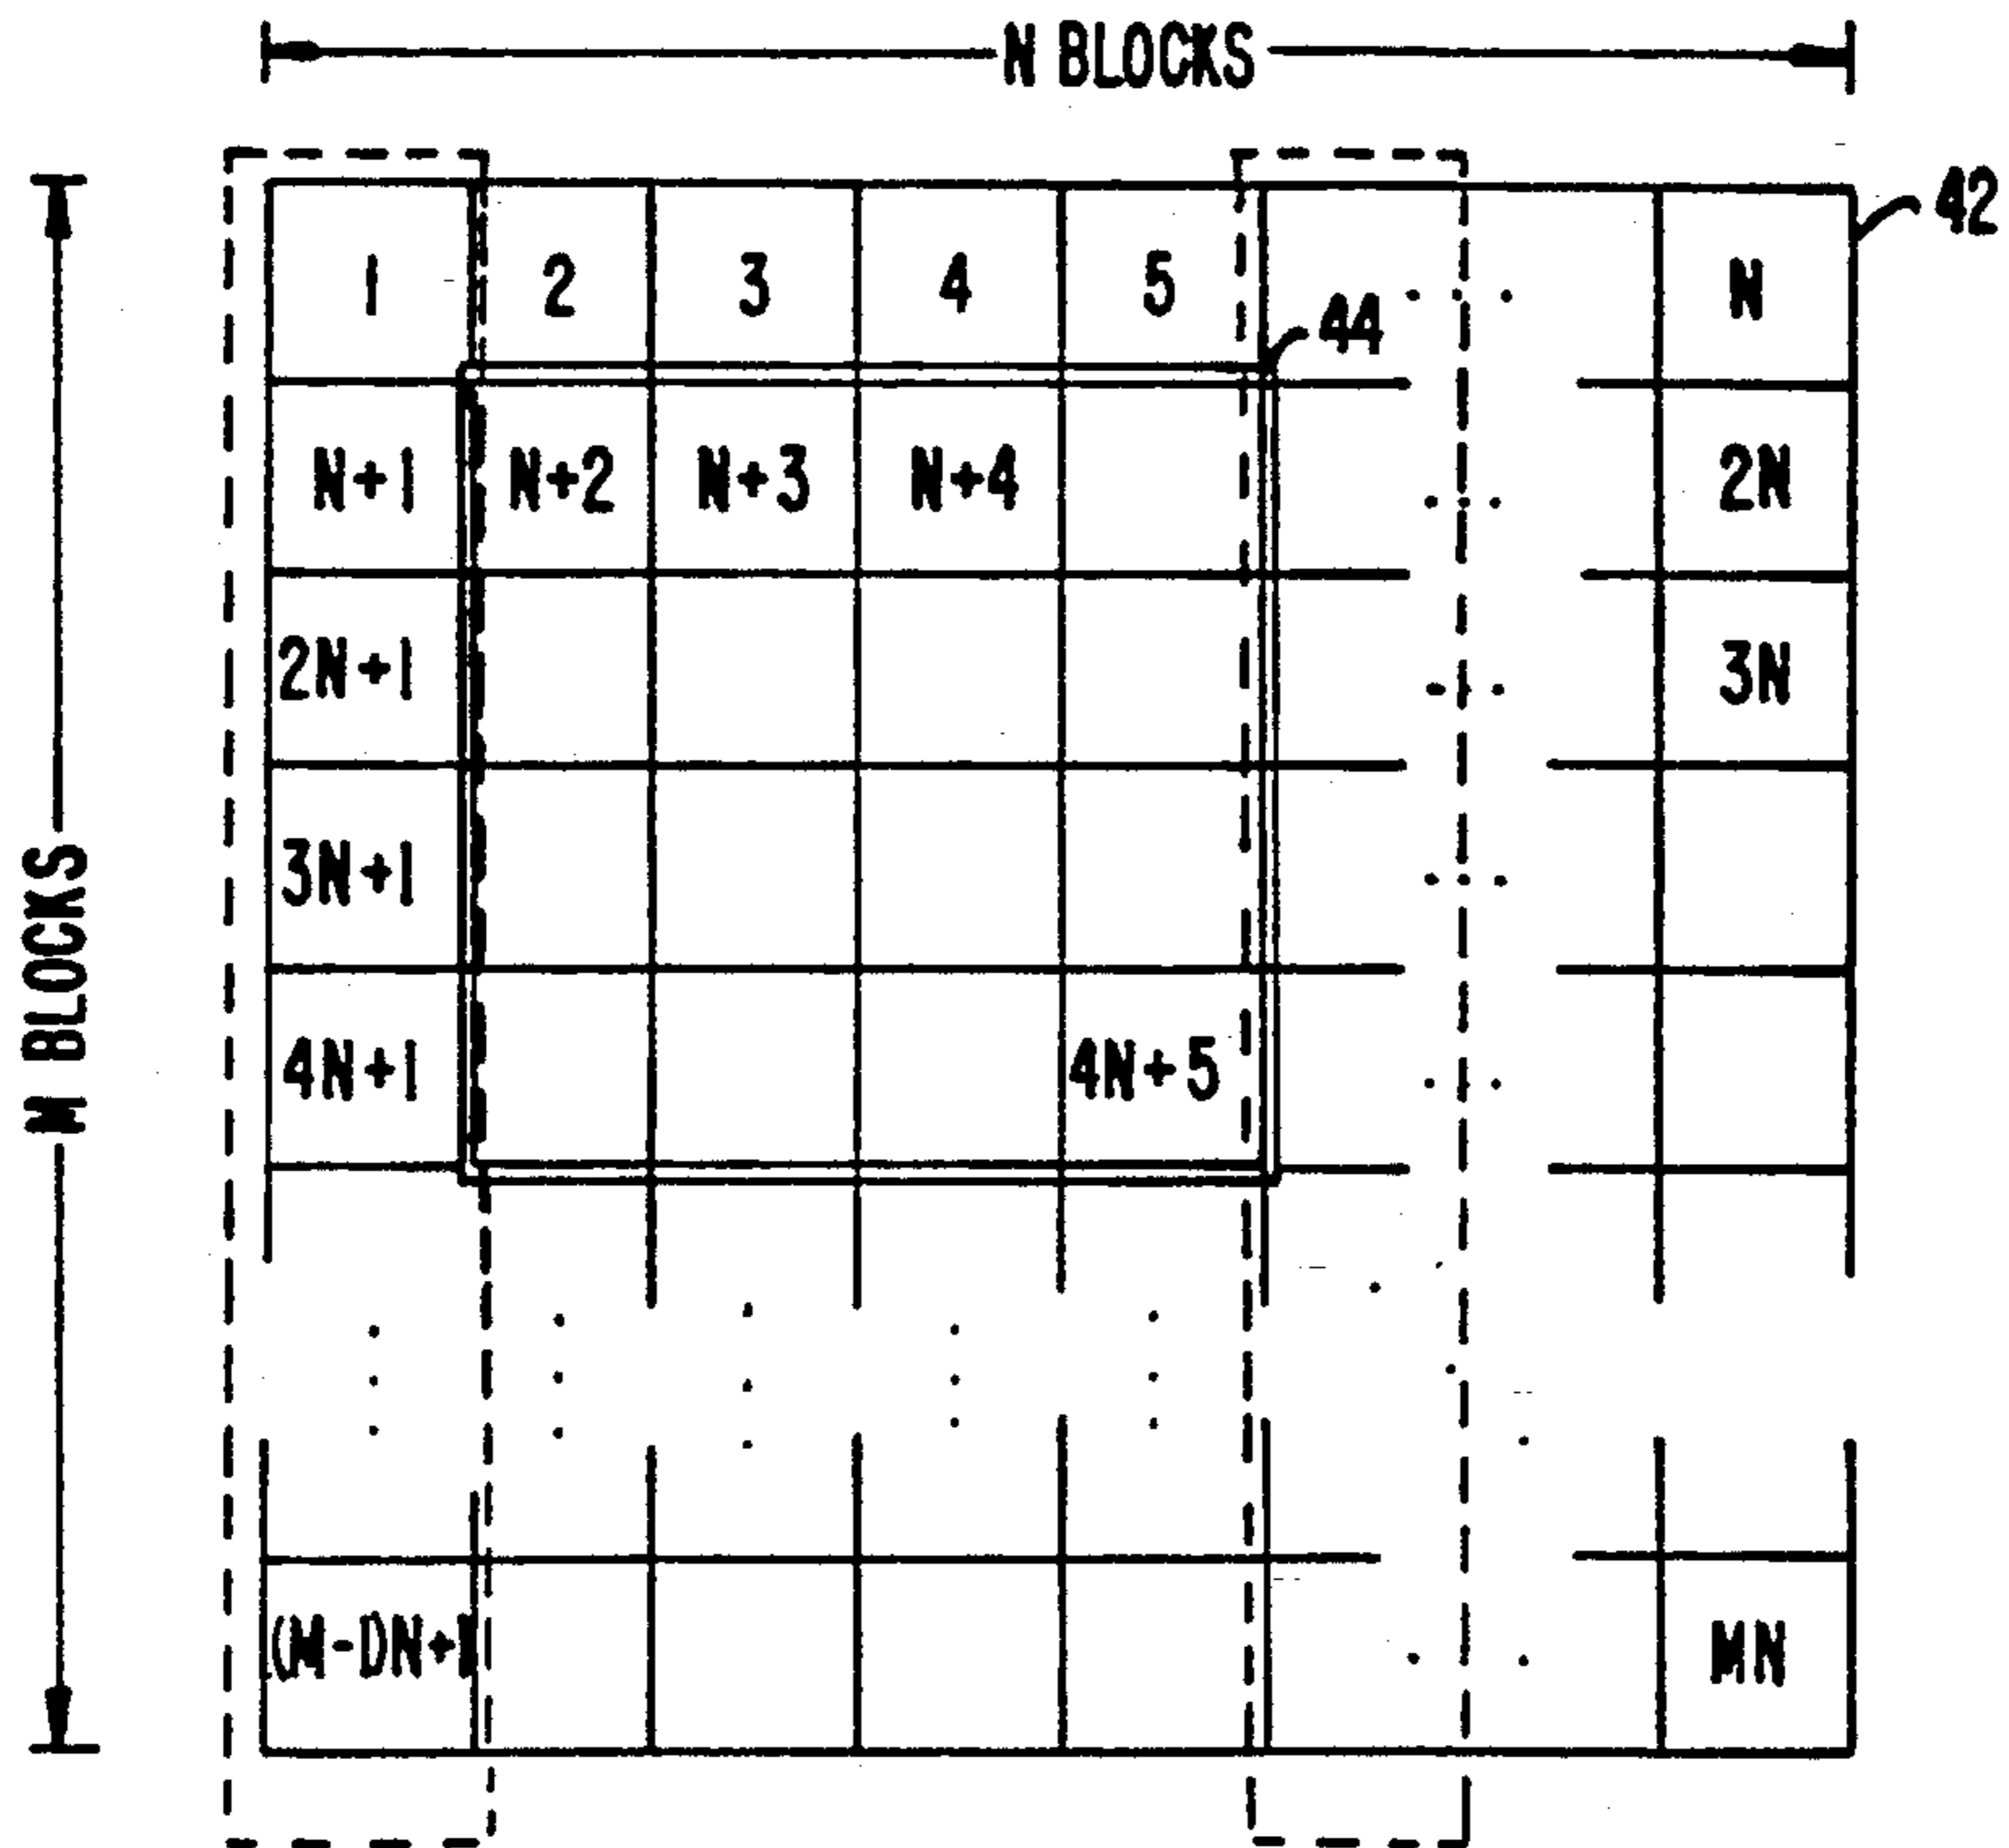 N BLOCKS
42
1 2 3 4 5 ... N
44
N+1 N+2 N+3 N+4 ... 2N
2N+1 ... 3N
3N+1 ...
M BLOCKS
4N+1 4N+5 ...
(M-1)N+1 MN